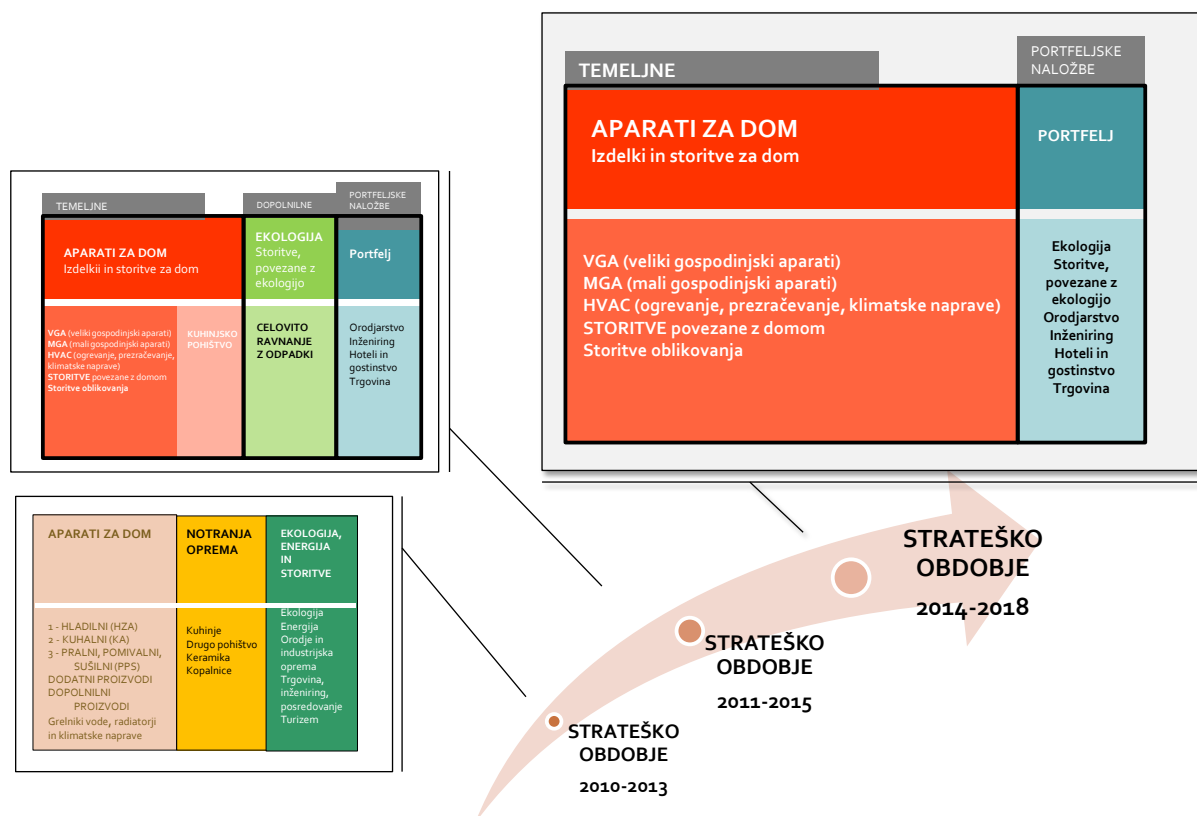 TEMELJNE
PORTFELJSKE
NALOŽBE
APARATI ZA DOM
Izdelki in storitve za dom
PORTFELJ
VGA (veliki gospodinjski aparati)
MGA (mali gospodinjski aparati)
HVAC (ogrevanje, prezračevanje, klimatske naprave)
STORITVE povezane z domom
Storitve oblikovanja
Ekologija
Storitve,
povezane z
ekologijo
Orodjarstvo
Inženiring
Hoteli in
gostinstvo
Trgovina
TEMELJNE
DOPOLNILNE
PORTFELJSKE
NALOŽBE
APARATI ZA DOM
Izdelkii in storitve za dom
EKOLOGIJA
Storitve,
povezane z
ekologijo
Portfelj
VGA (veliki gospodinjski aparati)
MGA (mali gospodinjski aparati)
HVAC (ogrevanje, prezračevanje,
klimatske naprave)
STORITVE povezane z domom
Storitve oblikovanja
KUHINJSKO
POHIŠTVO
CELOVITO
RAVNANJE
Z ODPADKI
Orodjarstvo
Inženiring
Hoteli in
gostinstvo
Trgovina
APARATI ZA DOM
NOTRANJA
OPREMA
EKOLOGIJA,
ENERGIJA
IN
STORITVE
1 - HLADILNI (HZA)
2 - KUHALNI (KA)
3 - PRALNI, POMIVALNI,
SUŠILNI (PPS)
DODATNI PROIZVODI
DOPOLNILNI
PROIZVODI
Grelniki vode, radiatorji
in klimatske naprave
Kuhinje
Drugo pohištvo
Keramika
Kopalnice
Ekologija
Energija
Orodje in
industrijska
oprema
Trgovina,
inženiring,
posredovanje
Turizem
STRATEŠKO
OBDOBJE
2014-2018
STRATEŠKO
OBDOBJE
2011-2015
STRATEŠKO
OBDOBJE
2010-2013